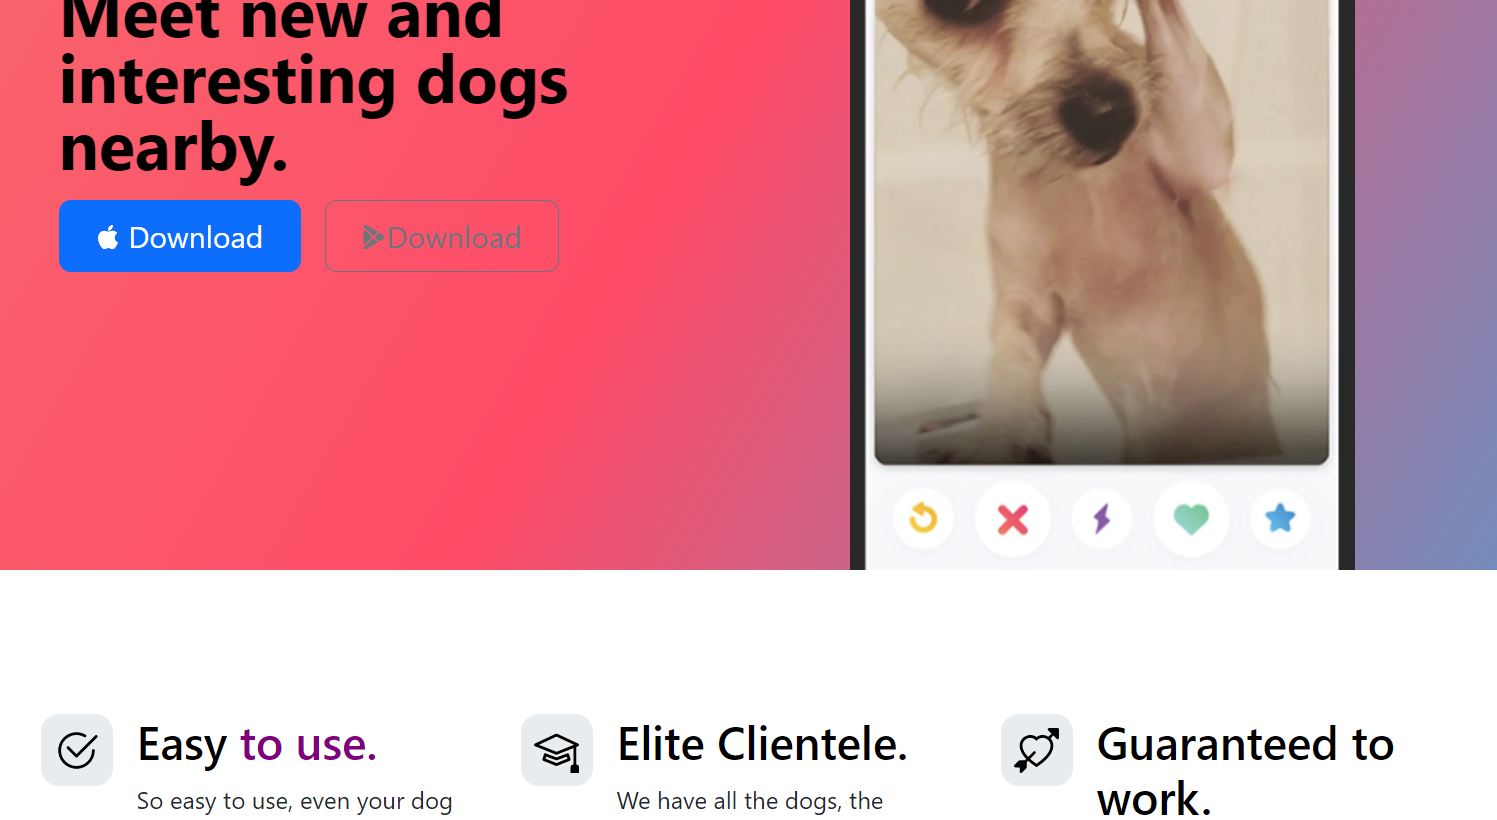 Meet new and
interesting dogs
nearby.
Download
Download
Easy to use.
So easy to use, even your dog
Elite Clientele.
We have all the dogs, the
Guaranteed to
work.